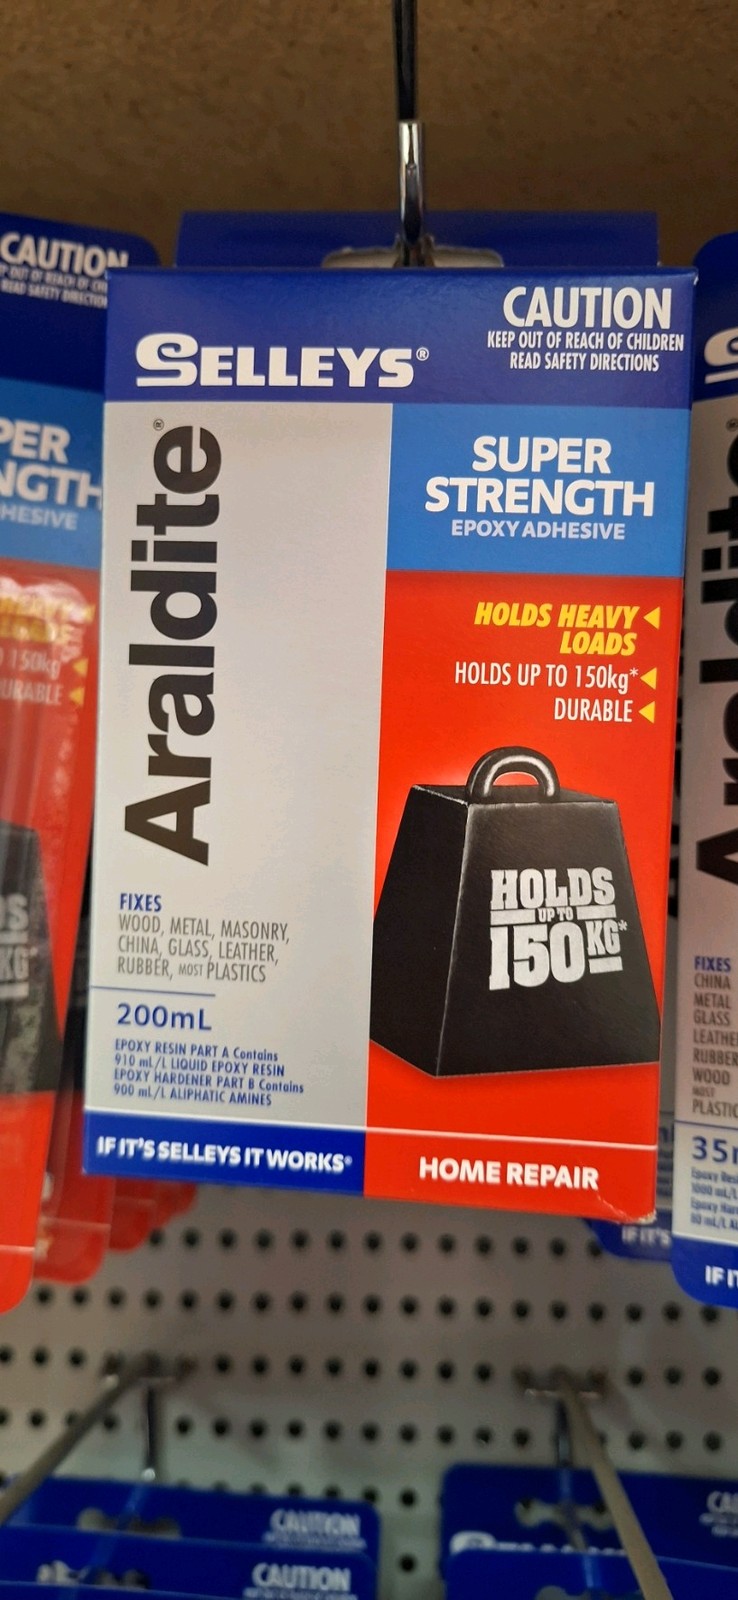 CAUTION
KEEP OUT OF REACH OF CHILDREN
READ SAFETY DIRECTIONS
SELLEYS®
Araldite®
SUPER
STRENGTH
EPOXY ADHESIVE
HOLDS HEAVY
LOADS
HOLDS UP TO 150kg*
DURABLE
HOLDS
UP TO
150KG*
FIXES
WOOD, METAL, MASONRY,
CHINA, GLASS, LEATHER,
RUBBER, MOST PLASTICS
200mL
EPOXY RESIN PART A Contains
910 mL/L LIQUID EPOXY RESIN
EPOXY HARDENER PART B Contains
900 mL/L ALIPHATIC AMINES
IF IT'S SELLEYS IT WORKS®
HOME REPAIR
CAUTION
150kg
FIXES
CHINA
METAL
GLASS
RUBBER
WOOD
MOST
CAUTION
CAUTION